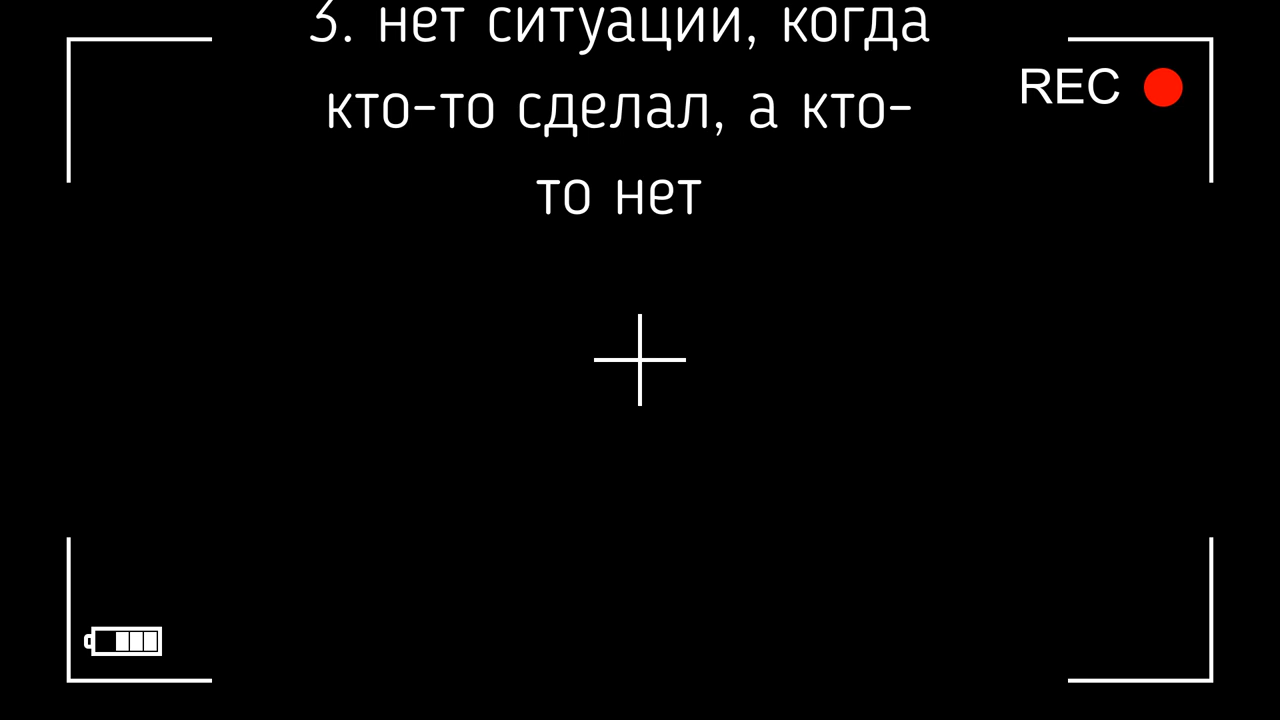 3. нет ситуации, когда
кто-то сделал, а кто-
то нет
REC